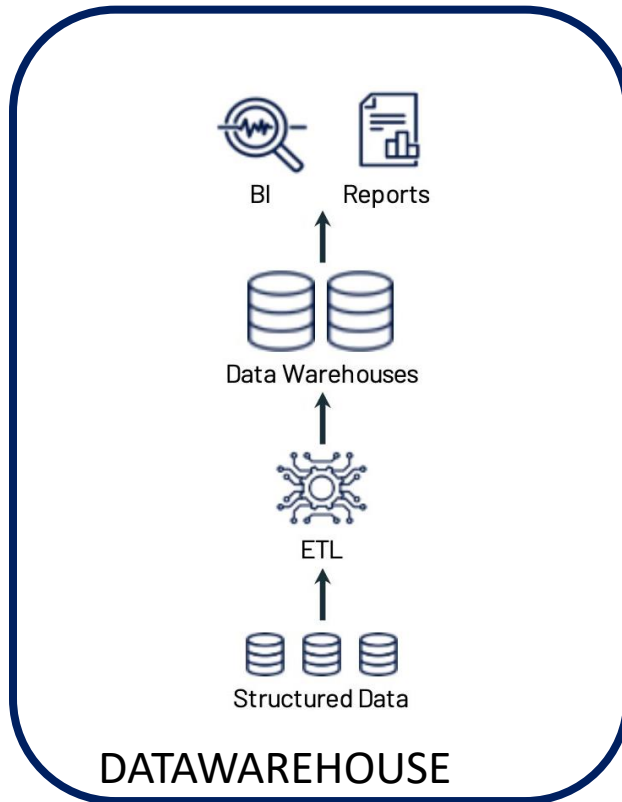 BI Reports
Data Warehouses
ETL
Structured Data
DATAWAREHOUSE